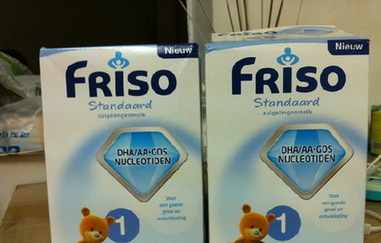 Nieuw
FRISO
Standaard
zuigelingenmelk
DHA/AA-GOS
NUCLEOTIDEN
Voor
een goede
groei en
ontwikkeling
1
Nieuw
FRISO
Standaard
zuigelingenmelk
DHA/AA-GOS
NUCLEOTIDEN
Voor
een goede
groei en
ontwikkeling
1